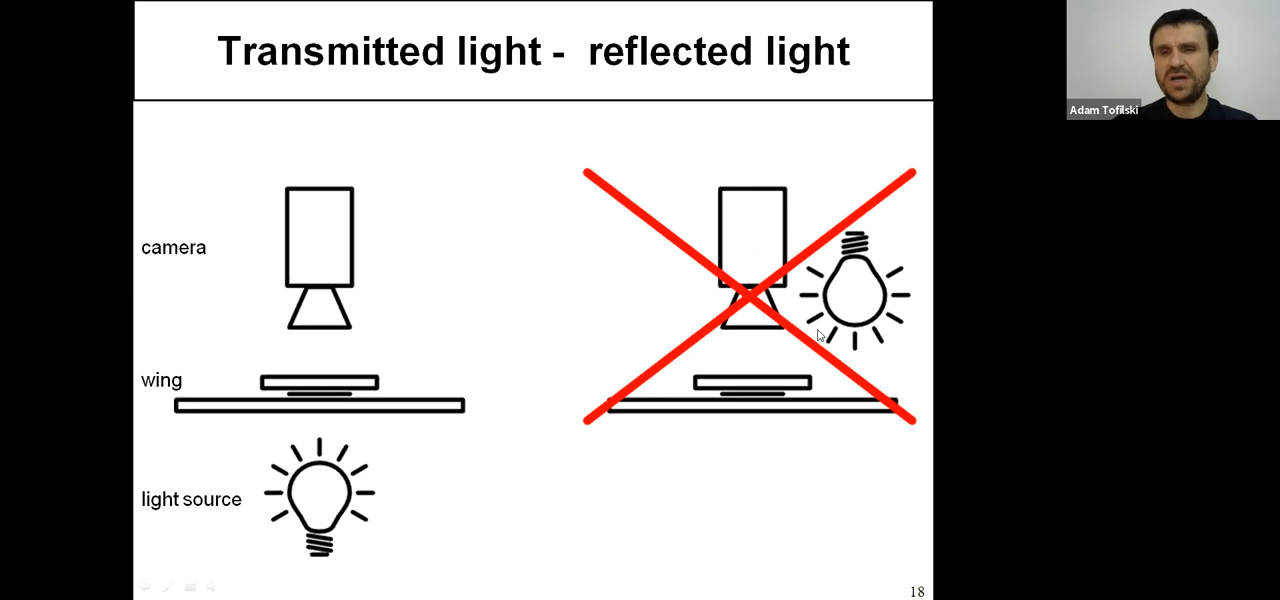 Transmitted light - reflected light
Adam Tofilski
camera
wing
light source
18